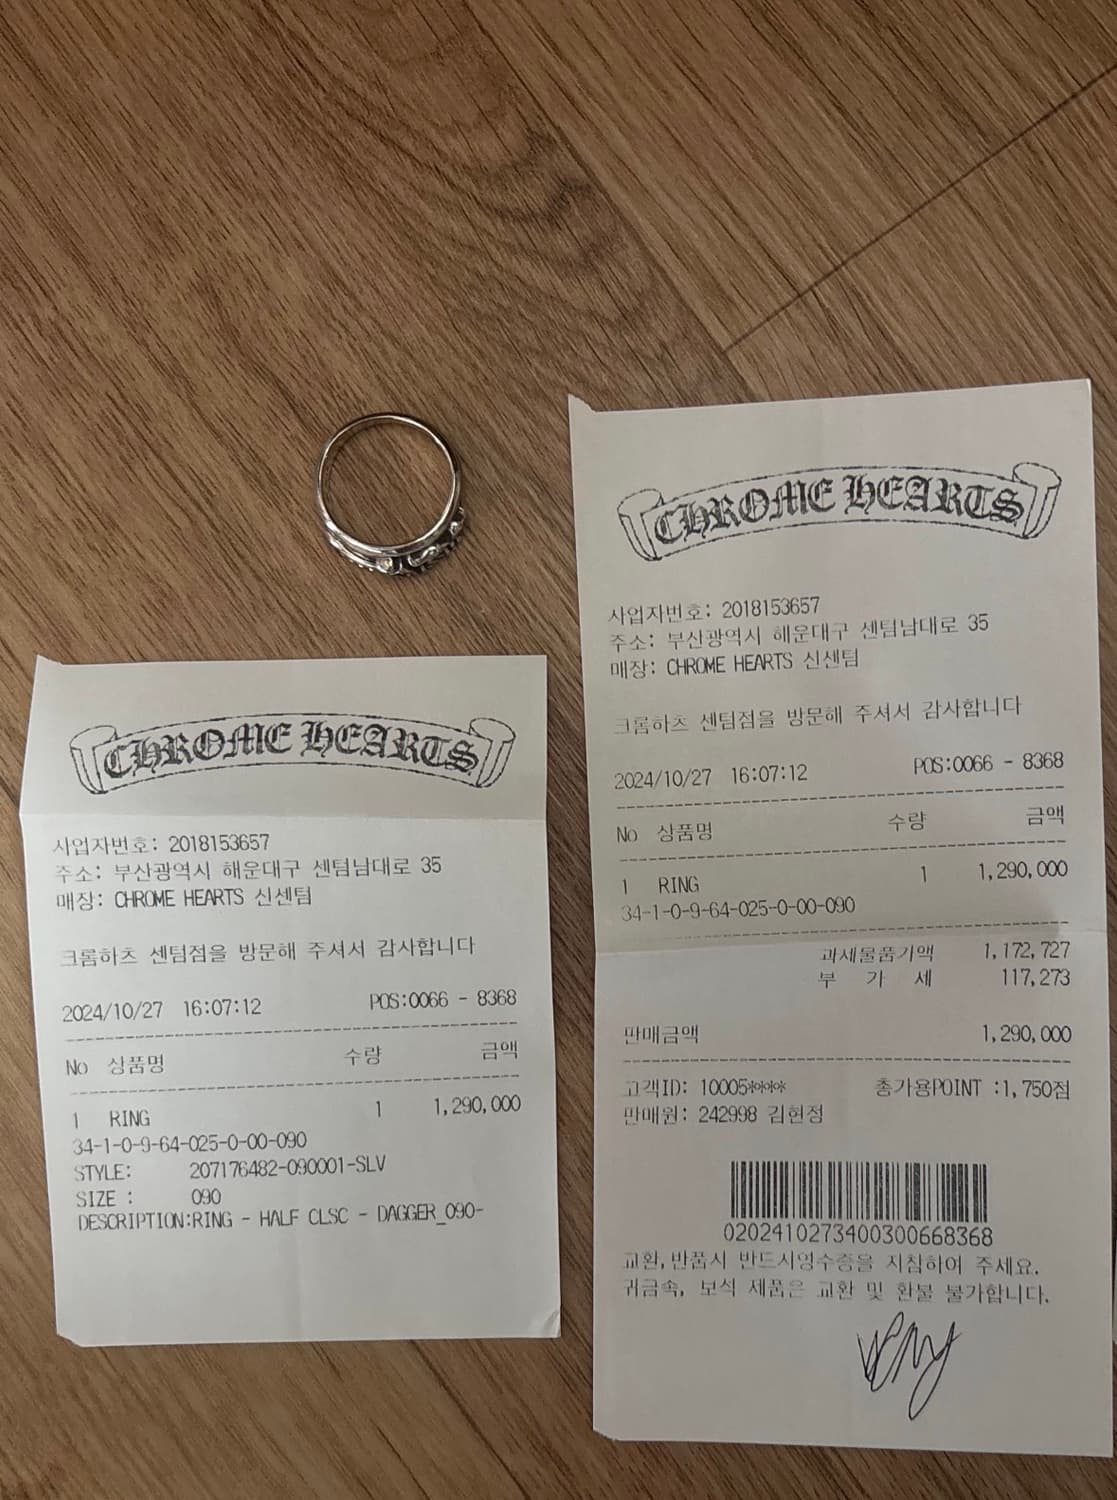 CHROME HEARTS
사업자번호: 2018153657
주소: 부산광역시 해운대구 센텀남대로 35
매장: CHROME HEARTS 신센텀
크롬하츠 센텀점을 방문해 주셔서 감사합니다
2024/10/27 16:07:12 POS:0066 - 8368
No 상품명 수량 금액
1 RING 1 1,290,000
34-1-0-9-64-025-0-00-090
STYLE: 207176482-090001-SLV
SIZE : 090
DESCRIPTION:RING - HALF CLSC - DAGGER_090-
CHROME HEARTS
사업자번호: 2018153657
주소: 부산광역시 해운대구 센텀남대로 35
매장: CHROME HEARTS 신센텀
크롬하츠 센텀점을 방문해 주셔서 감사합니다
2024/10/27 16:07:12 POS:0066 - 8368
No 상품명 수량 금액
1 RING 1 1,290,000
34-1-0-9-64-025-0-00-090
과세물품가액 1,172,727
부 가 세 117,273
판매금액 1,290,000
고객ID: 10005**** 총가용POINT :1,750점
판매원: 242998 김현정
0202410273400300668368
교환,반품시 반드시영수증을 지침하여 주세요.
귀금속, 보석 제품은 교환 및 환불 불가합니다.